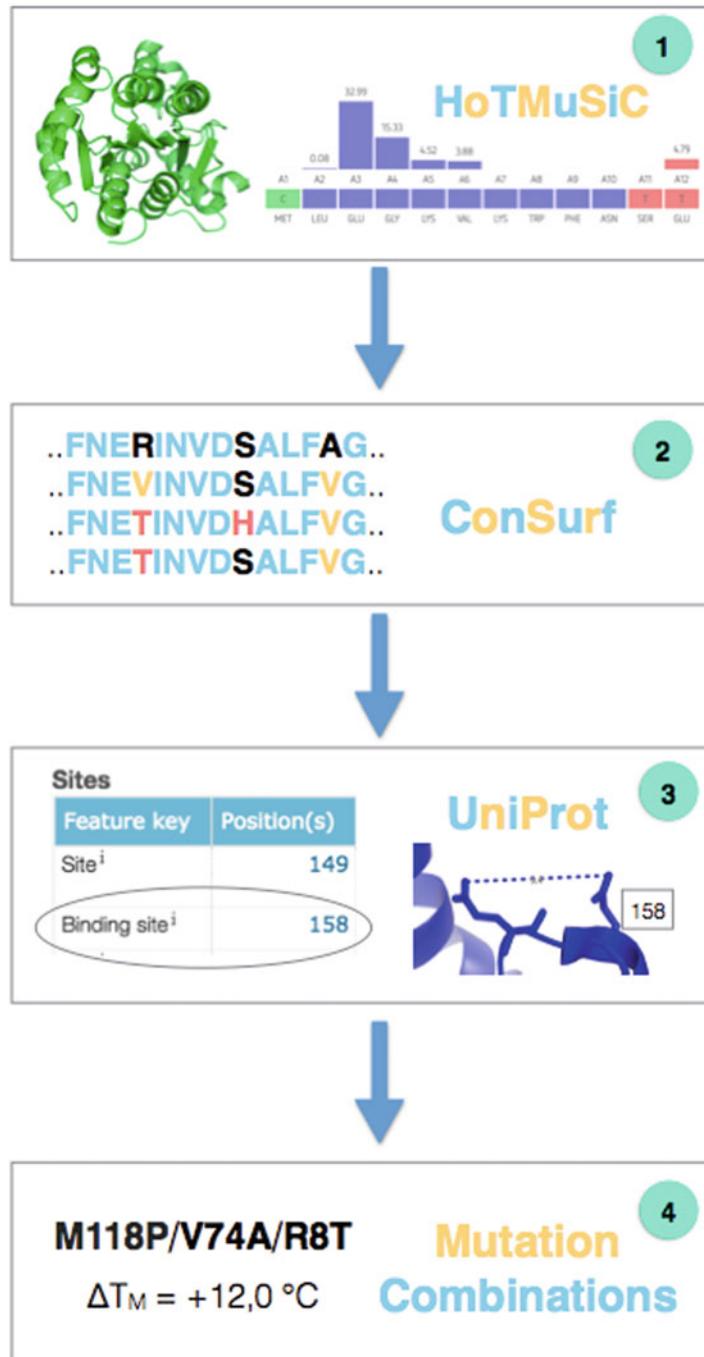 1
HoTMuSiC
32.99
15.33
4.52
3.88
0.08
4.79
A1 A2 A3 A4 A5 A6 A7 A8 A9 A10 A11 A12
C T T
MET LEU GLU GLY LYS VAL LYS TRP PHE ASN SER GLU
2
..FNERINVDSALFAG..
..FNEVINVDSALFVG..
..FNETINVDHALFVG..
..FNETINVDSALFVG..
ConSurf
3
Sites
Feature key Position(s)
Site i 149
Binding site i 158
UniProt
158
4
M118P/V74A/R8T
ΔTM = +12,0 °C
Mutation
Combinations